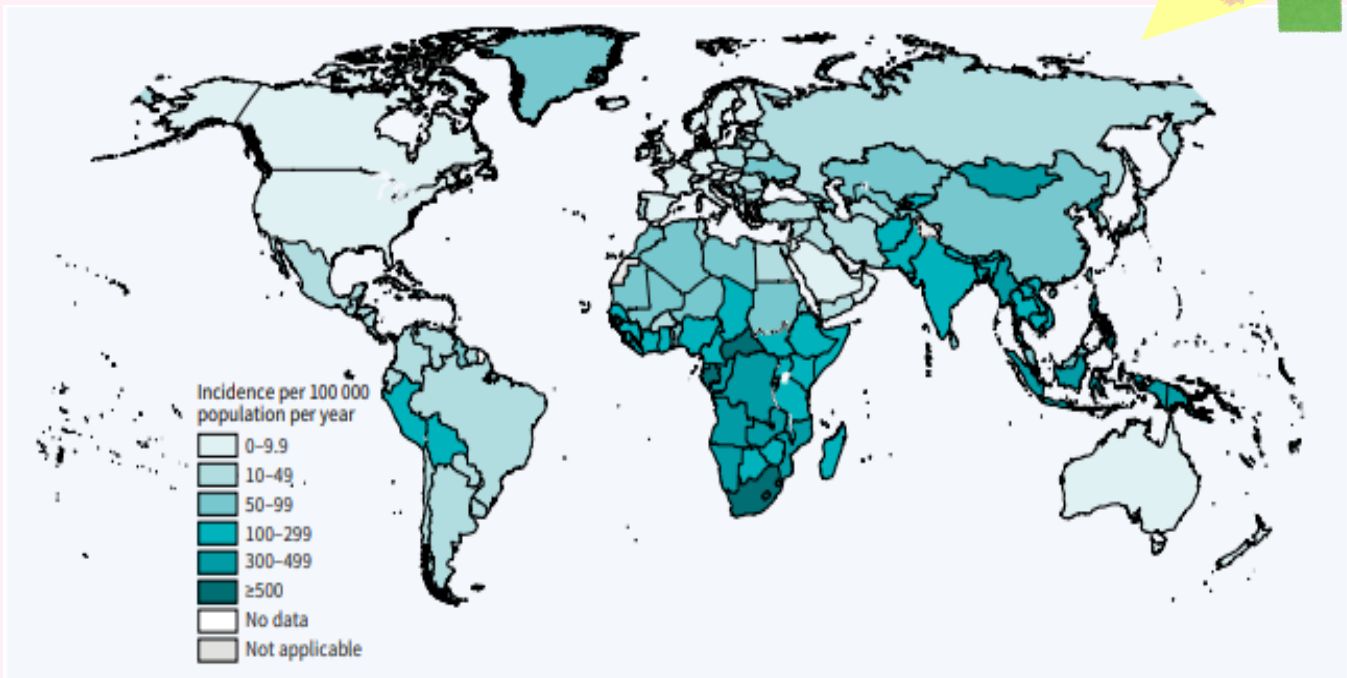 Incidence per 100 000
population per year
0–9.9
10–49
50–99
100–299
300–499
≥500
No data
Not applicable